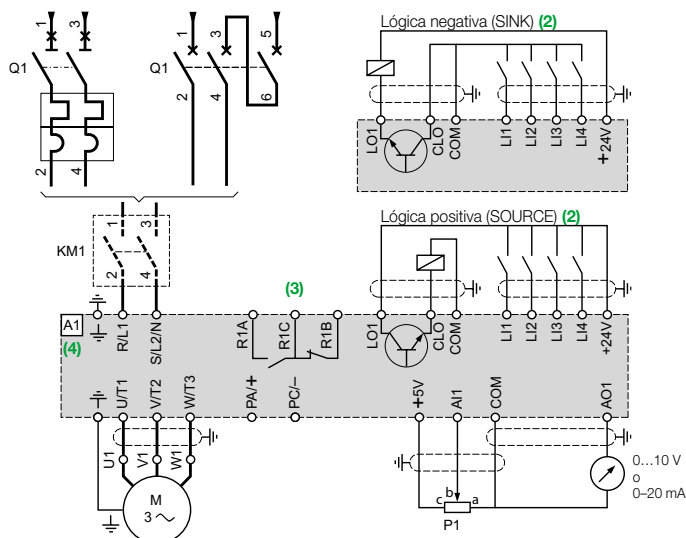 Lógica negativa (SINK) (2)
1 3
Q1
2 4
1 3 5
Q1
2 4 6
LO1 CLO COM LI1 LI2 LI3 LI4 +24V
1 3
KM1
2 4
Lógica positiva (SOURCE) (2)
(3)
A1
(4)
R/L1 S/L2/N R1A R1C R1B LO1 CLO COM LI1 LI2 LI3 LI4 +24V
U/T1 V/T2 W/T3 PA/+ PC/– +5V AI1 COM AO1
U1 V1 W1
M
3
c b a
P1
0...10 V
o
0–20 mA